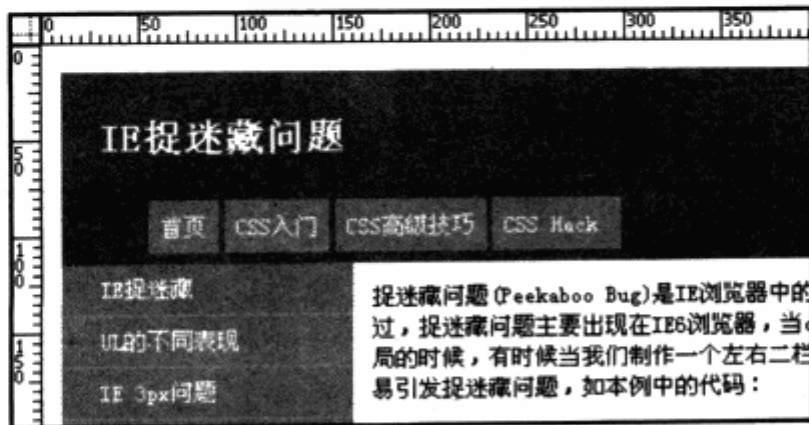 0 50 100 150 200 250 300 350
0
50
100
150
IE捉迷藏问题
首页 CSS入门 CSS高级技巧 CSS Hack
IE捉迷藏
UL的不同表现
IE 3px问题
捉迷藏问题(Peekaboo Bug)是IE浏览器中的
过，捉迷藏问题主要出现在IE6浏览器，当
局的时候，有时候当我们制作一个左右二栏
易引发捉迷藏问题，如本例中的代码：